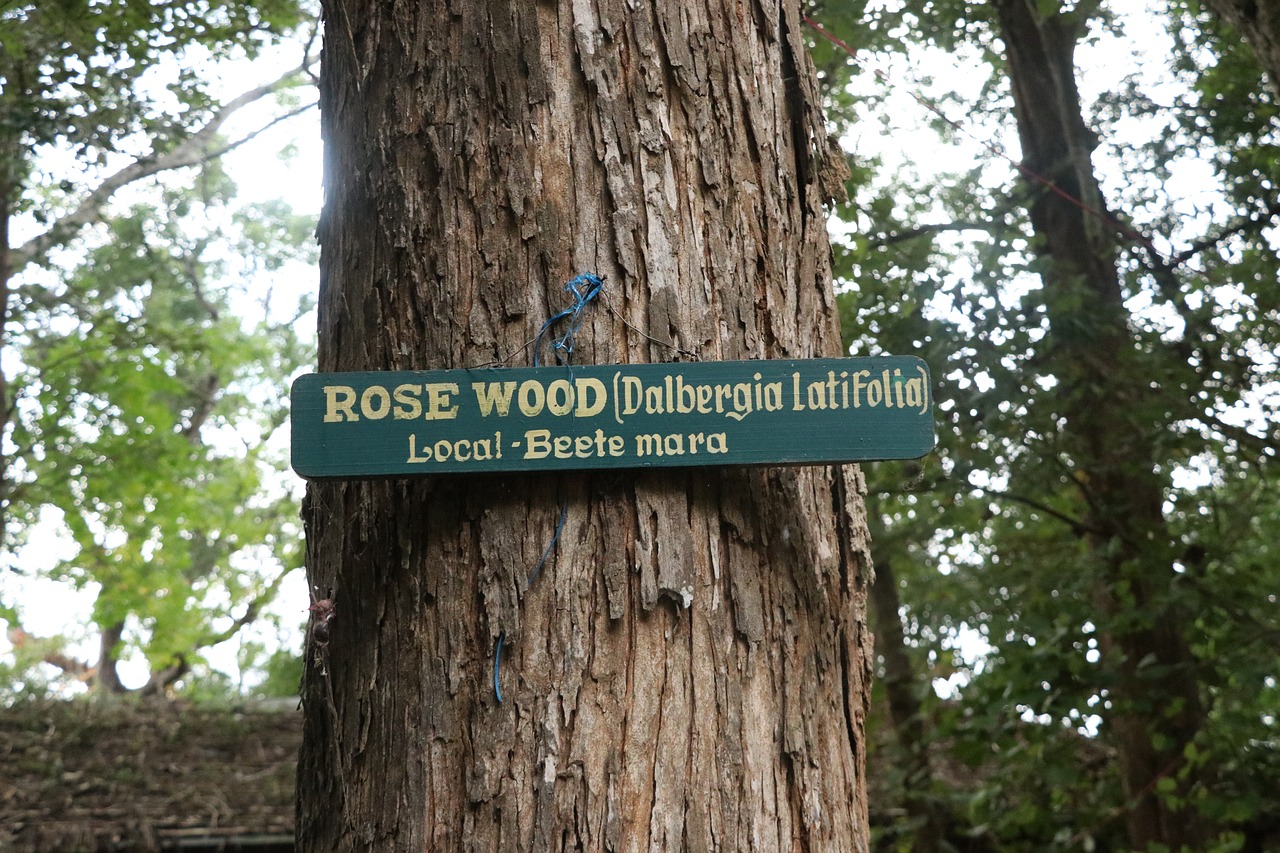 ROSE WOOD (Dalbergia Latifolia)
Local - Beete mara